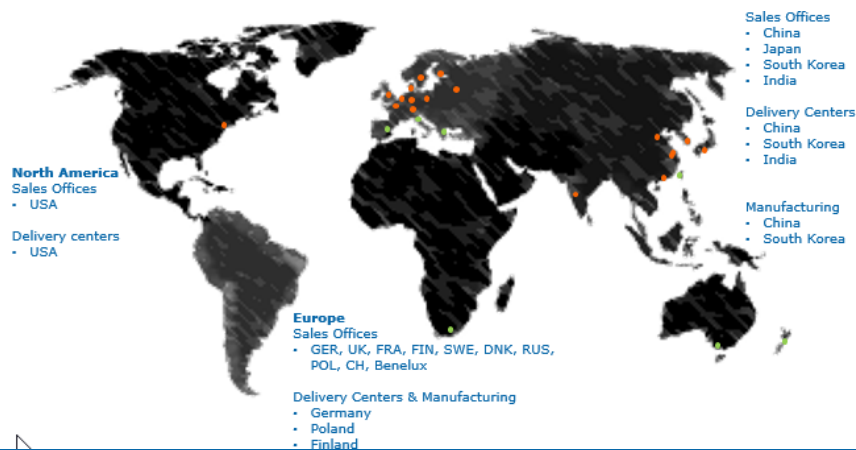 Sales Offices
• China
• Japan
• South Korea
• India
Delivery Centers
• China
• South Korea
• India
Manufacturing
• China
• South Korea
North America
Sales Offices
• USA
Delivery centers
• USA
Europe
Sales Offices
• GER, UK, FRA, FIN, SWE, DNK, RUS,
POL, CH, Benelux
Delivery Centers & Manufacturing
• Germany
• Poland
• Finland